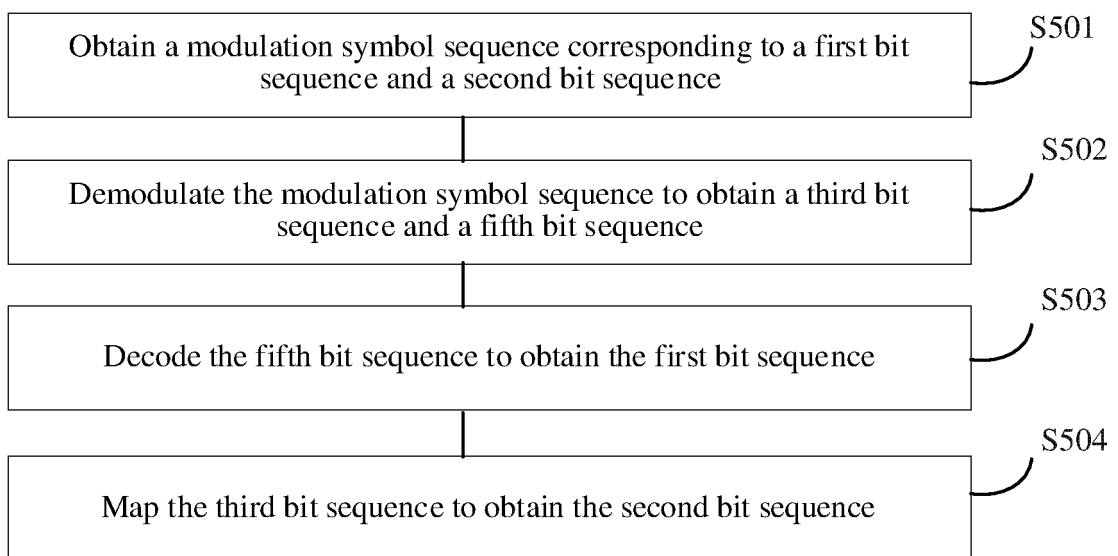 Obtain a modulation symbol sequence corresponding to a first bit
sequence and a second bit sequence
S501
Demodulate the modulation symbol sequence to obtain a third bit
sequence and a fifth bit sequence
S502
Decode the fifth bit sequence to obtain the first bit sequence
S503
Map the third bit sequence to obtain the second bit sequence
S504